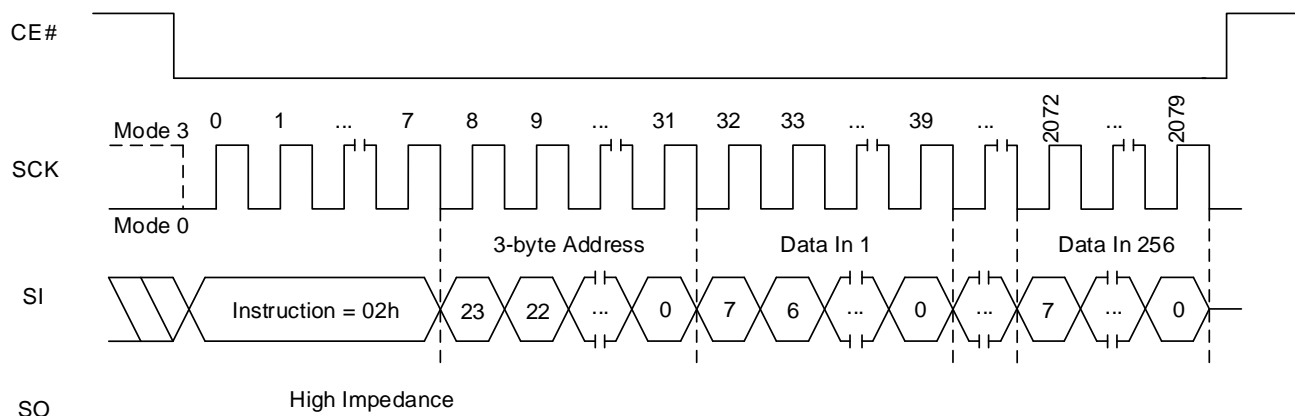 CE#
Mode 3 0 1 ... 7 8 9 ... 31 32 33 ... 39 ... 2072 ... 2079
SCK
Mode 0
3-byte Address Data In 1 Data In 256
SI Instruction = 02h 23 22 ... 0 7 6 ... 0 ... 7 ... 0
High Impedance
SO